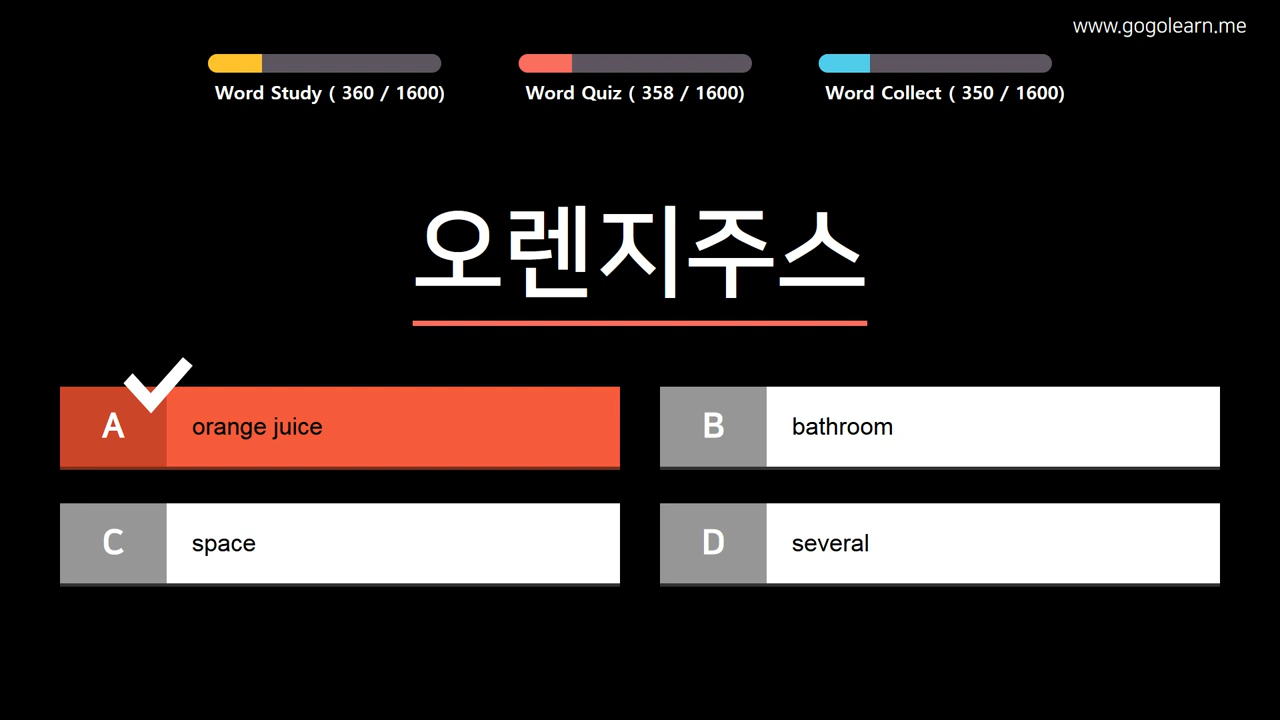 www.gogolearn.me
Word Study ( 360 / 1600)
Word Quiz ( 358 / 1600)
Word Collect ( 350 / 1600)
오렌지주스
A orange juice
B bathroom
C space
D several